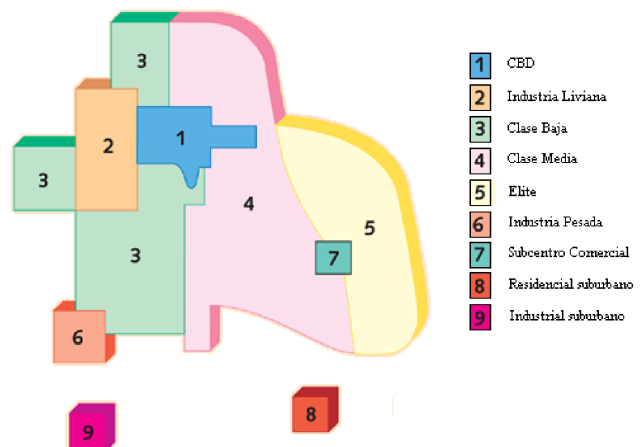 3
1
2
3
4
5
3
7
6
8
9
1 CBD
2 Industria Liviana
3 Clase Baja
4 Clase Media
5 Elite
6 Industria Pesada
7 Subcentro Comercial
8 Residencial suburbano
9 Industrial suburbano